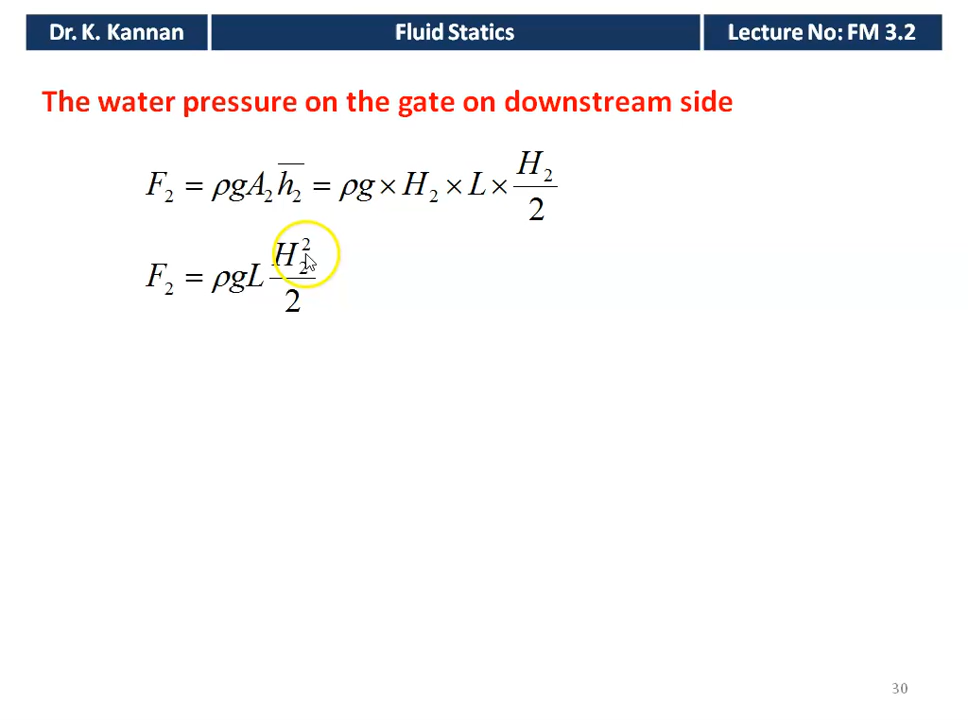 Dr. K. Kannan
Fluid Statics
Lecture No: FM 3.2
The water pressure on the gate on downstream side
F₂ = ρgA₂h̅₂ = ρg × H₂ × L × H₂/2
F₂ = ρgL H₂²/2
30